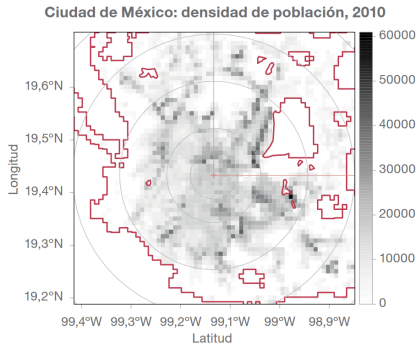 Ciudad de México: densidad de población, 2010
60000
50000
40000
30000
20000
10000
0
19,6°N
19,5°N
19,4°N
19,3°N
19,2°N
Longitud
99,4°W 99,3°W 99,2°W 99,1°W 99°W 98,9°W
Latitud